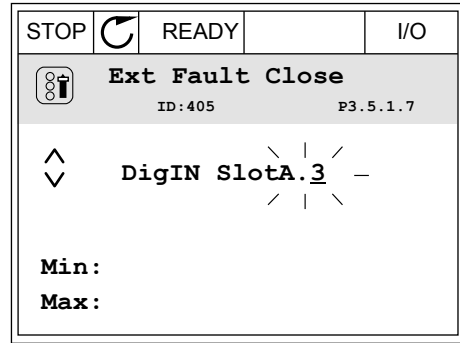 STOP READY I/O
Ext Fault Close
ID:405 P3.5.1.7
DigIN SlotA.3
Min:
Max: